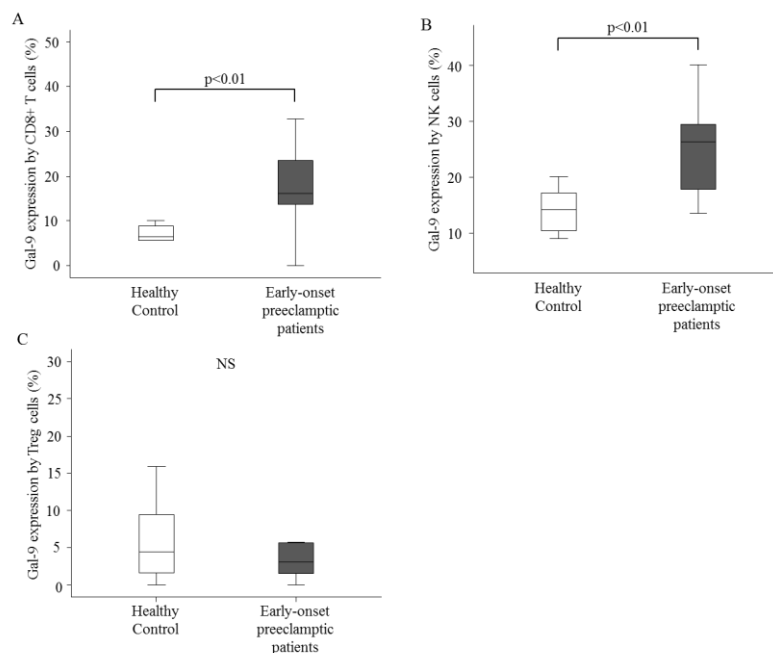 A
Gal-9 expression by CD8+ T cells (%)
50
40
30
20
10
0
p<0.01
Healthy
Control
Early-onset
preeclamptic
patients
B
Gal-9 expression by NK cells (%)
40
30
20
10
p<0.01
Healthy
Control
Early-onset
preeclamptic
patients
C
Gal-9 expression by Treg cells (%)
30
25
20
15
10
5
0
NS
Healthy
Control
Early-onset
preeclamptic
patients